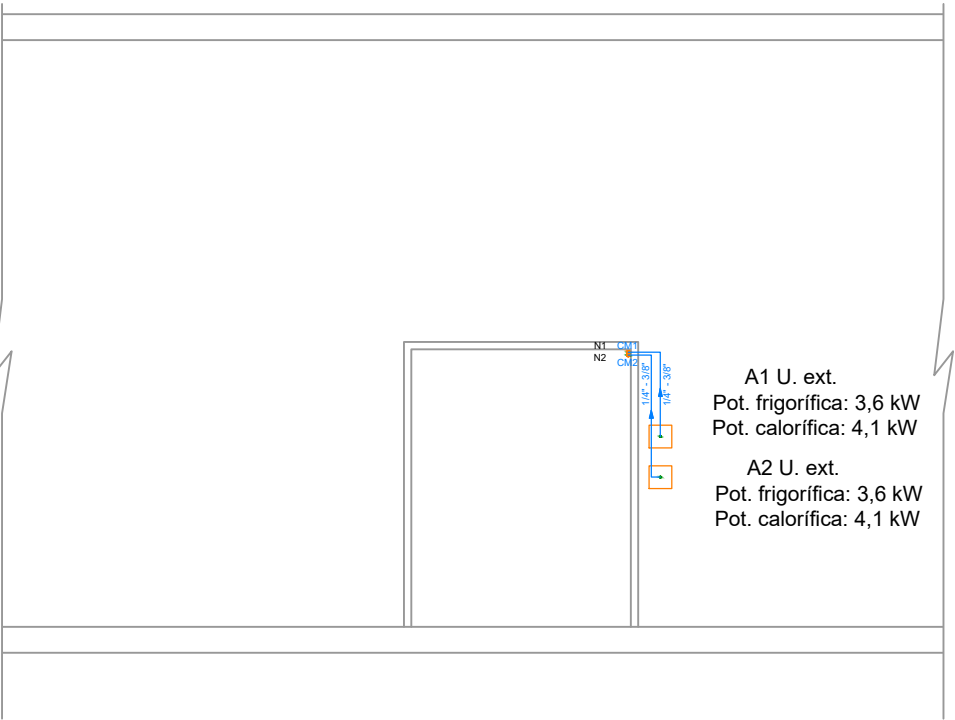 N1 CM1
N2 CM2
1/4" - 3/8"
1/4" - 3/8"
A1 U. ext.
Pot. frigorífica: 3,6 kW
Pot. calorífica: 4,1 kW
A2 U. ext.
Pot. frigorífica: 3,6 kW
Pot. calorífica: 4,1 kW